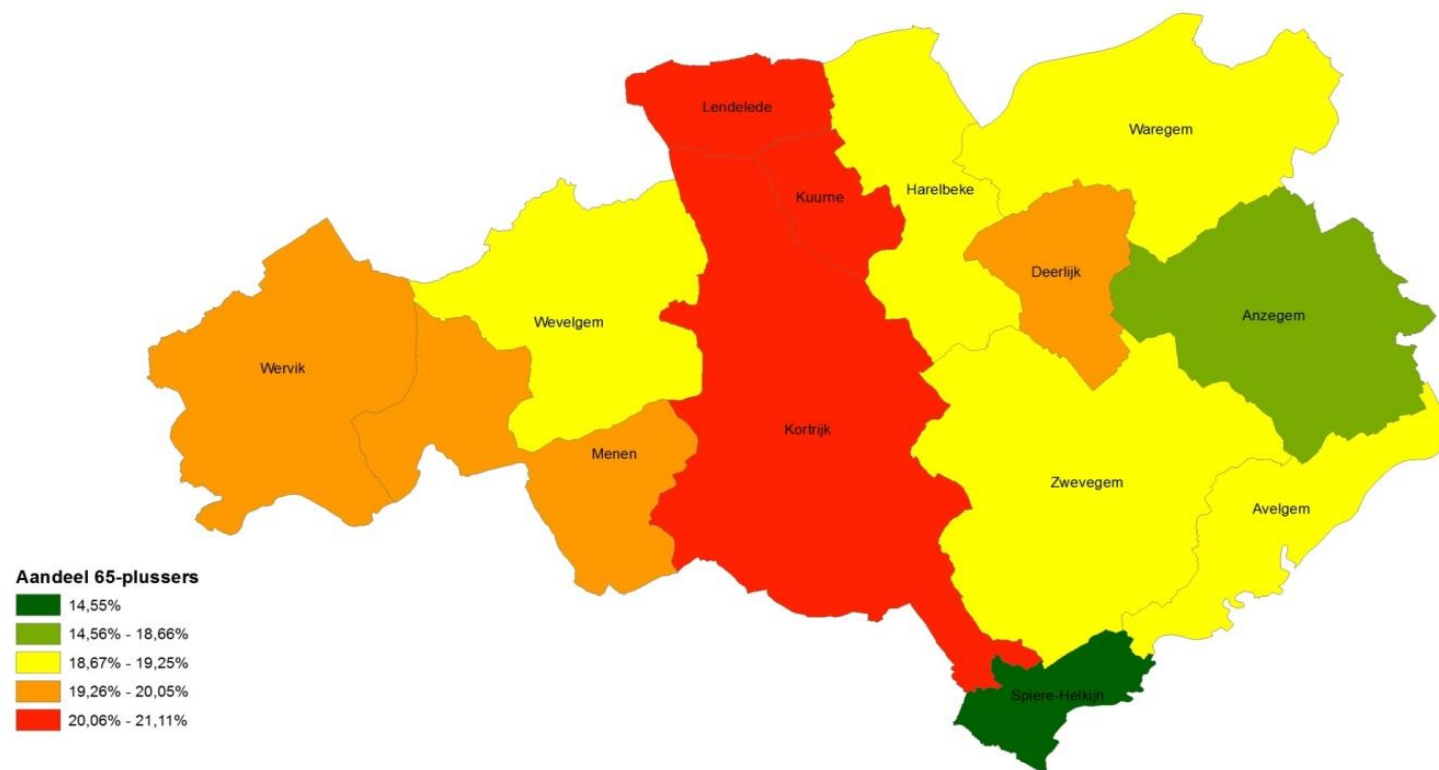 Lendelede
Waregem
Kuurne
Harelbeke
Deerlijk
Anzegem
Wevelgem
Wervik
Kortrijk
Menen
Zwevegem
Avelgem
Spiere-Helkijn
Aandeel 65-plussers
14,55%
14,56% - 18,66%
18,67% - 19,25%
19,26% - 20,05%
20,06% - 21,11%